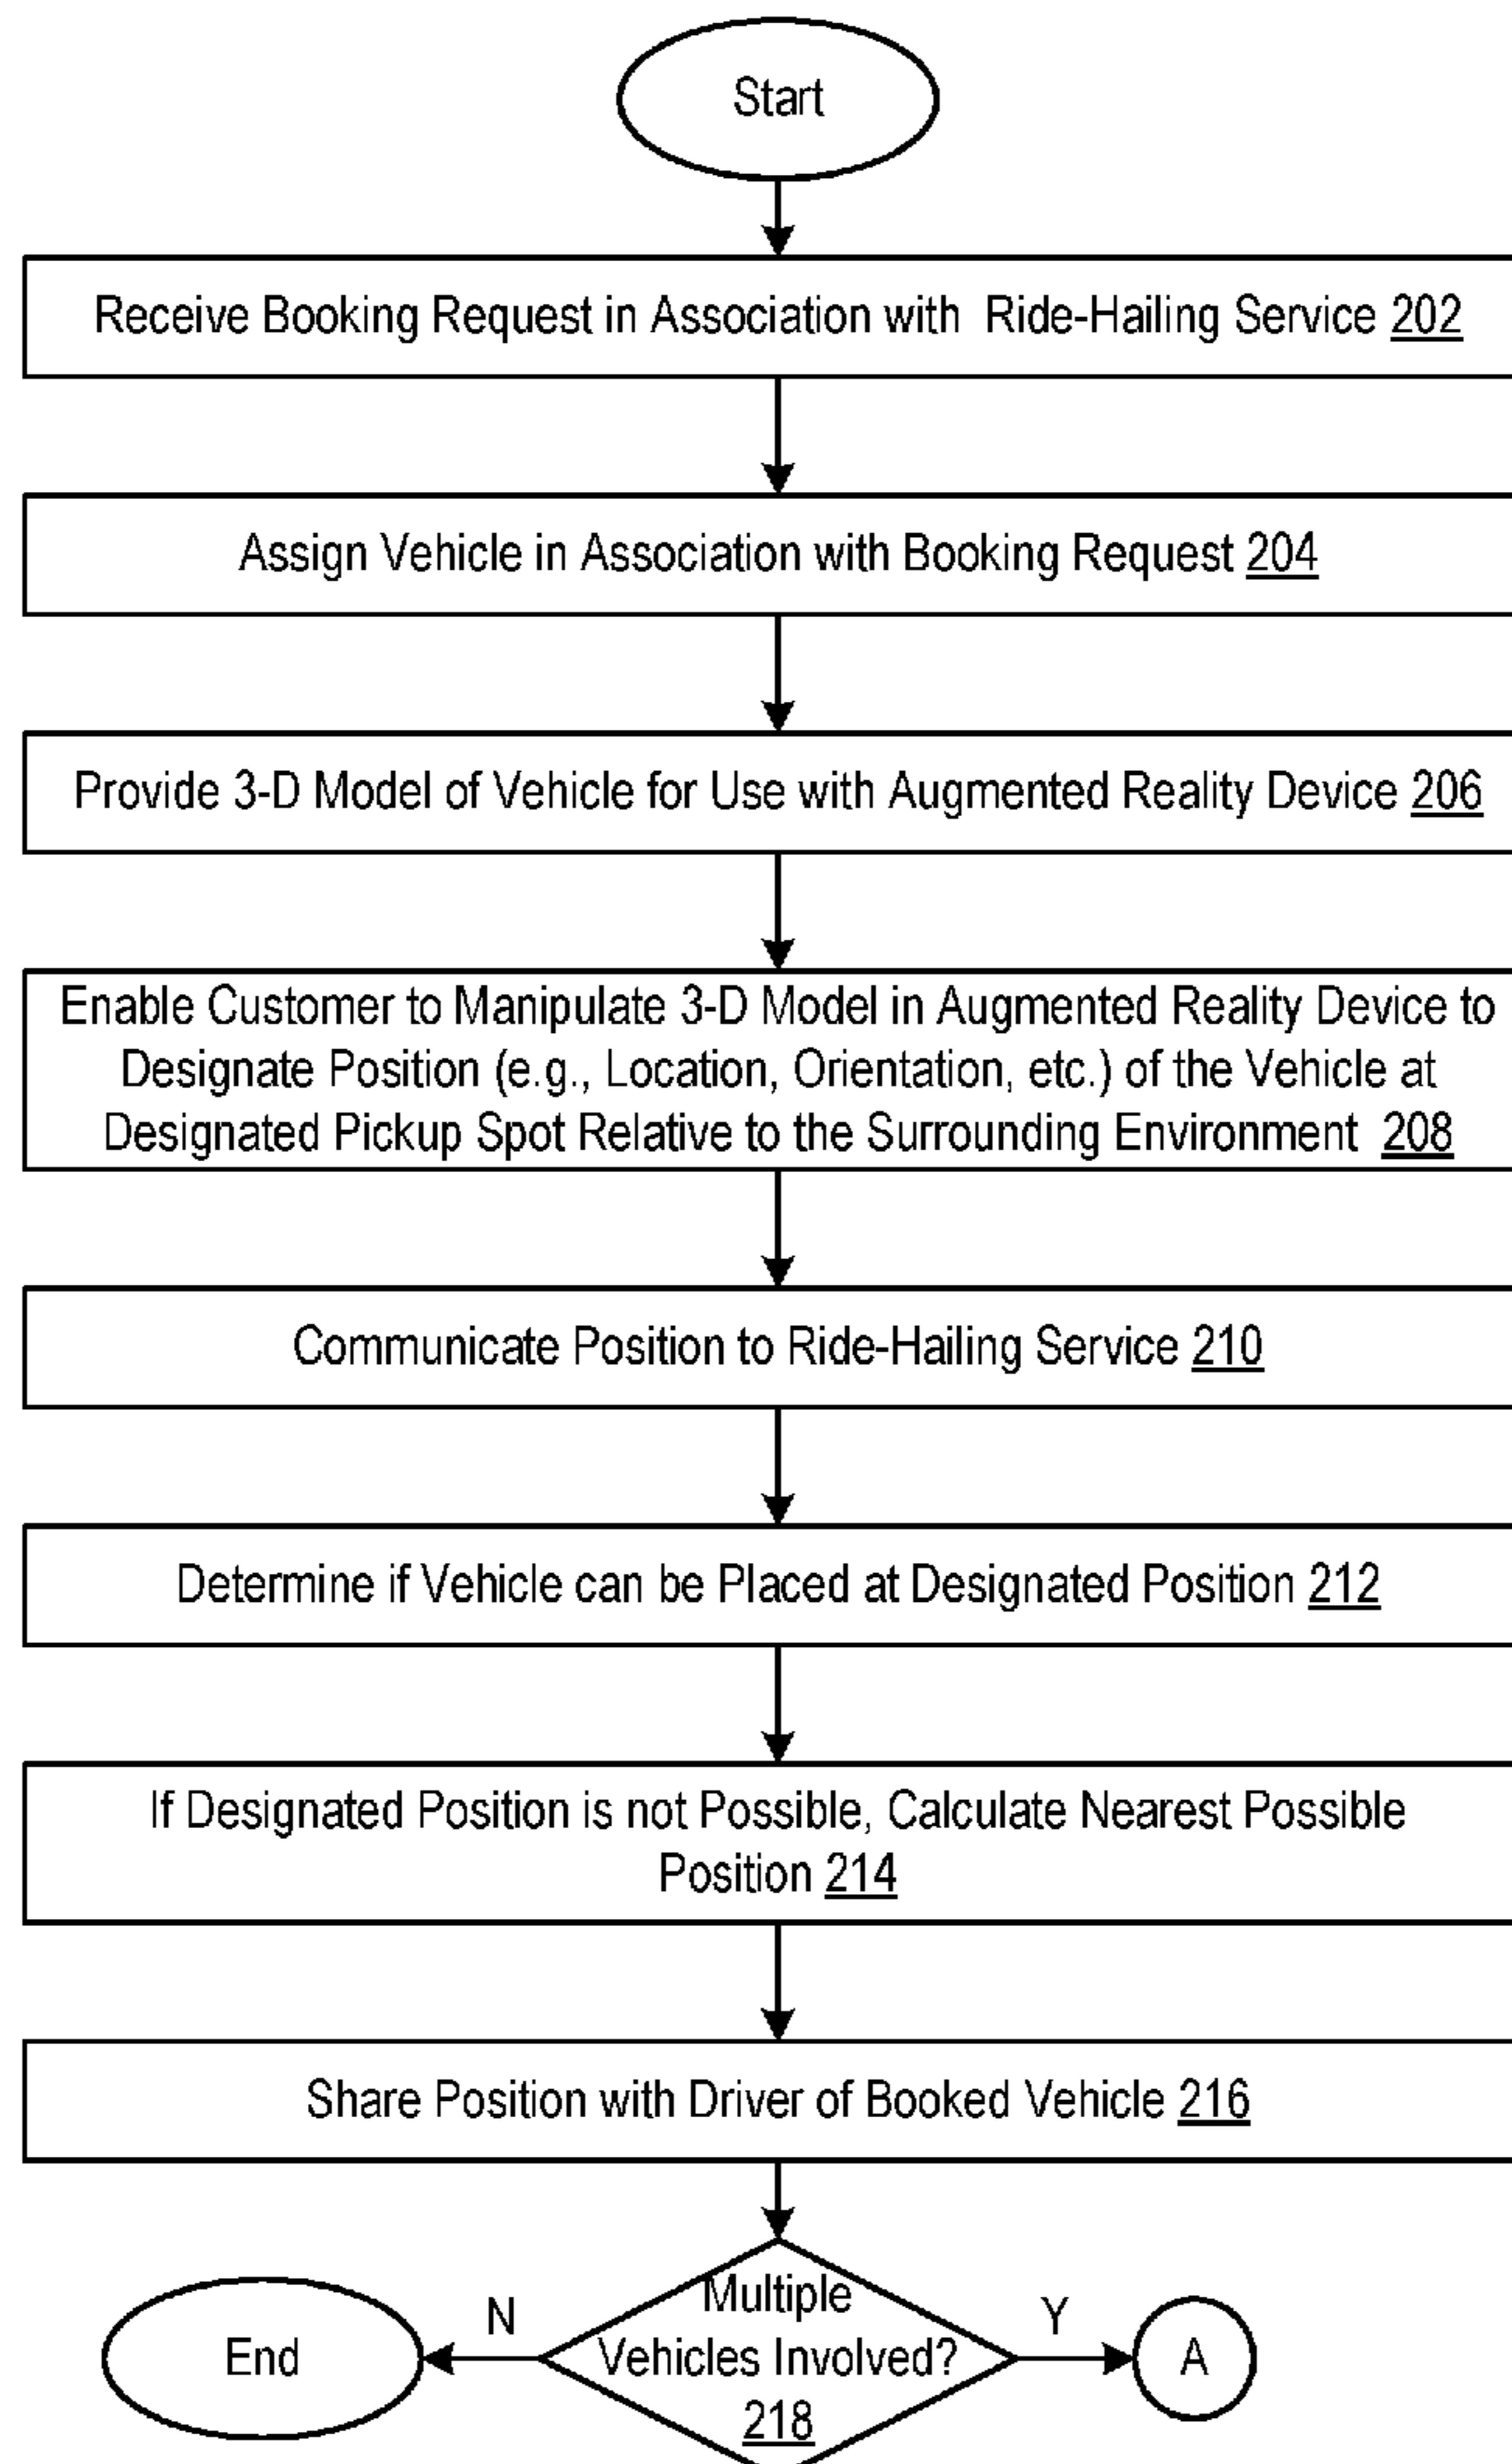 Start
Receive Booking Request in Association with Ride-Hailing Service 202
Assign Vehicle in Association with Booking Request 204
Provide 3-D Model of Vehicle for Use with Augmented Reality Device 206
Enable Customer to Manipulate 3-D Model in Augmented Reality Device to
Designate Position (e.g., Location, Orientation, etc.) of the Vehicle at
Designated Pickup Spot Relative to the Surrounding Environment 208
Communicate Position to Ride-Hailing Service 210
Determine if Vehicle can be Placed at Designated Position 212
If Designated Position is not Possible, Calculate Nearest Possible
Position 214
Share Position with Driver of Booked Vehicle 216
Multiple
Vehicles Involved?
218
N
End
Y
A